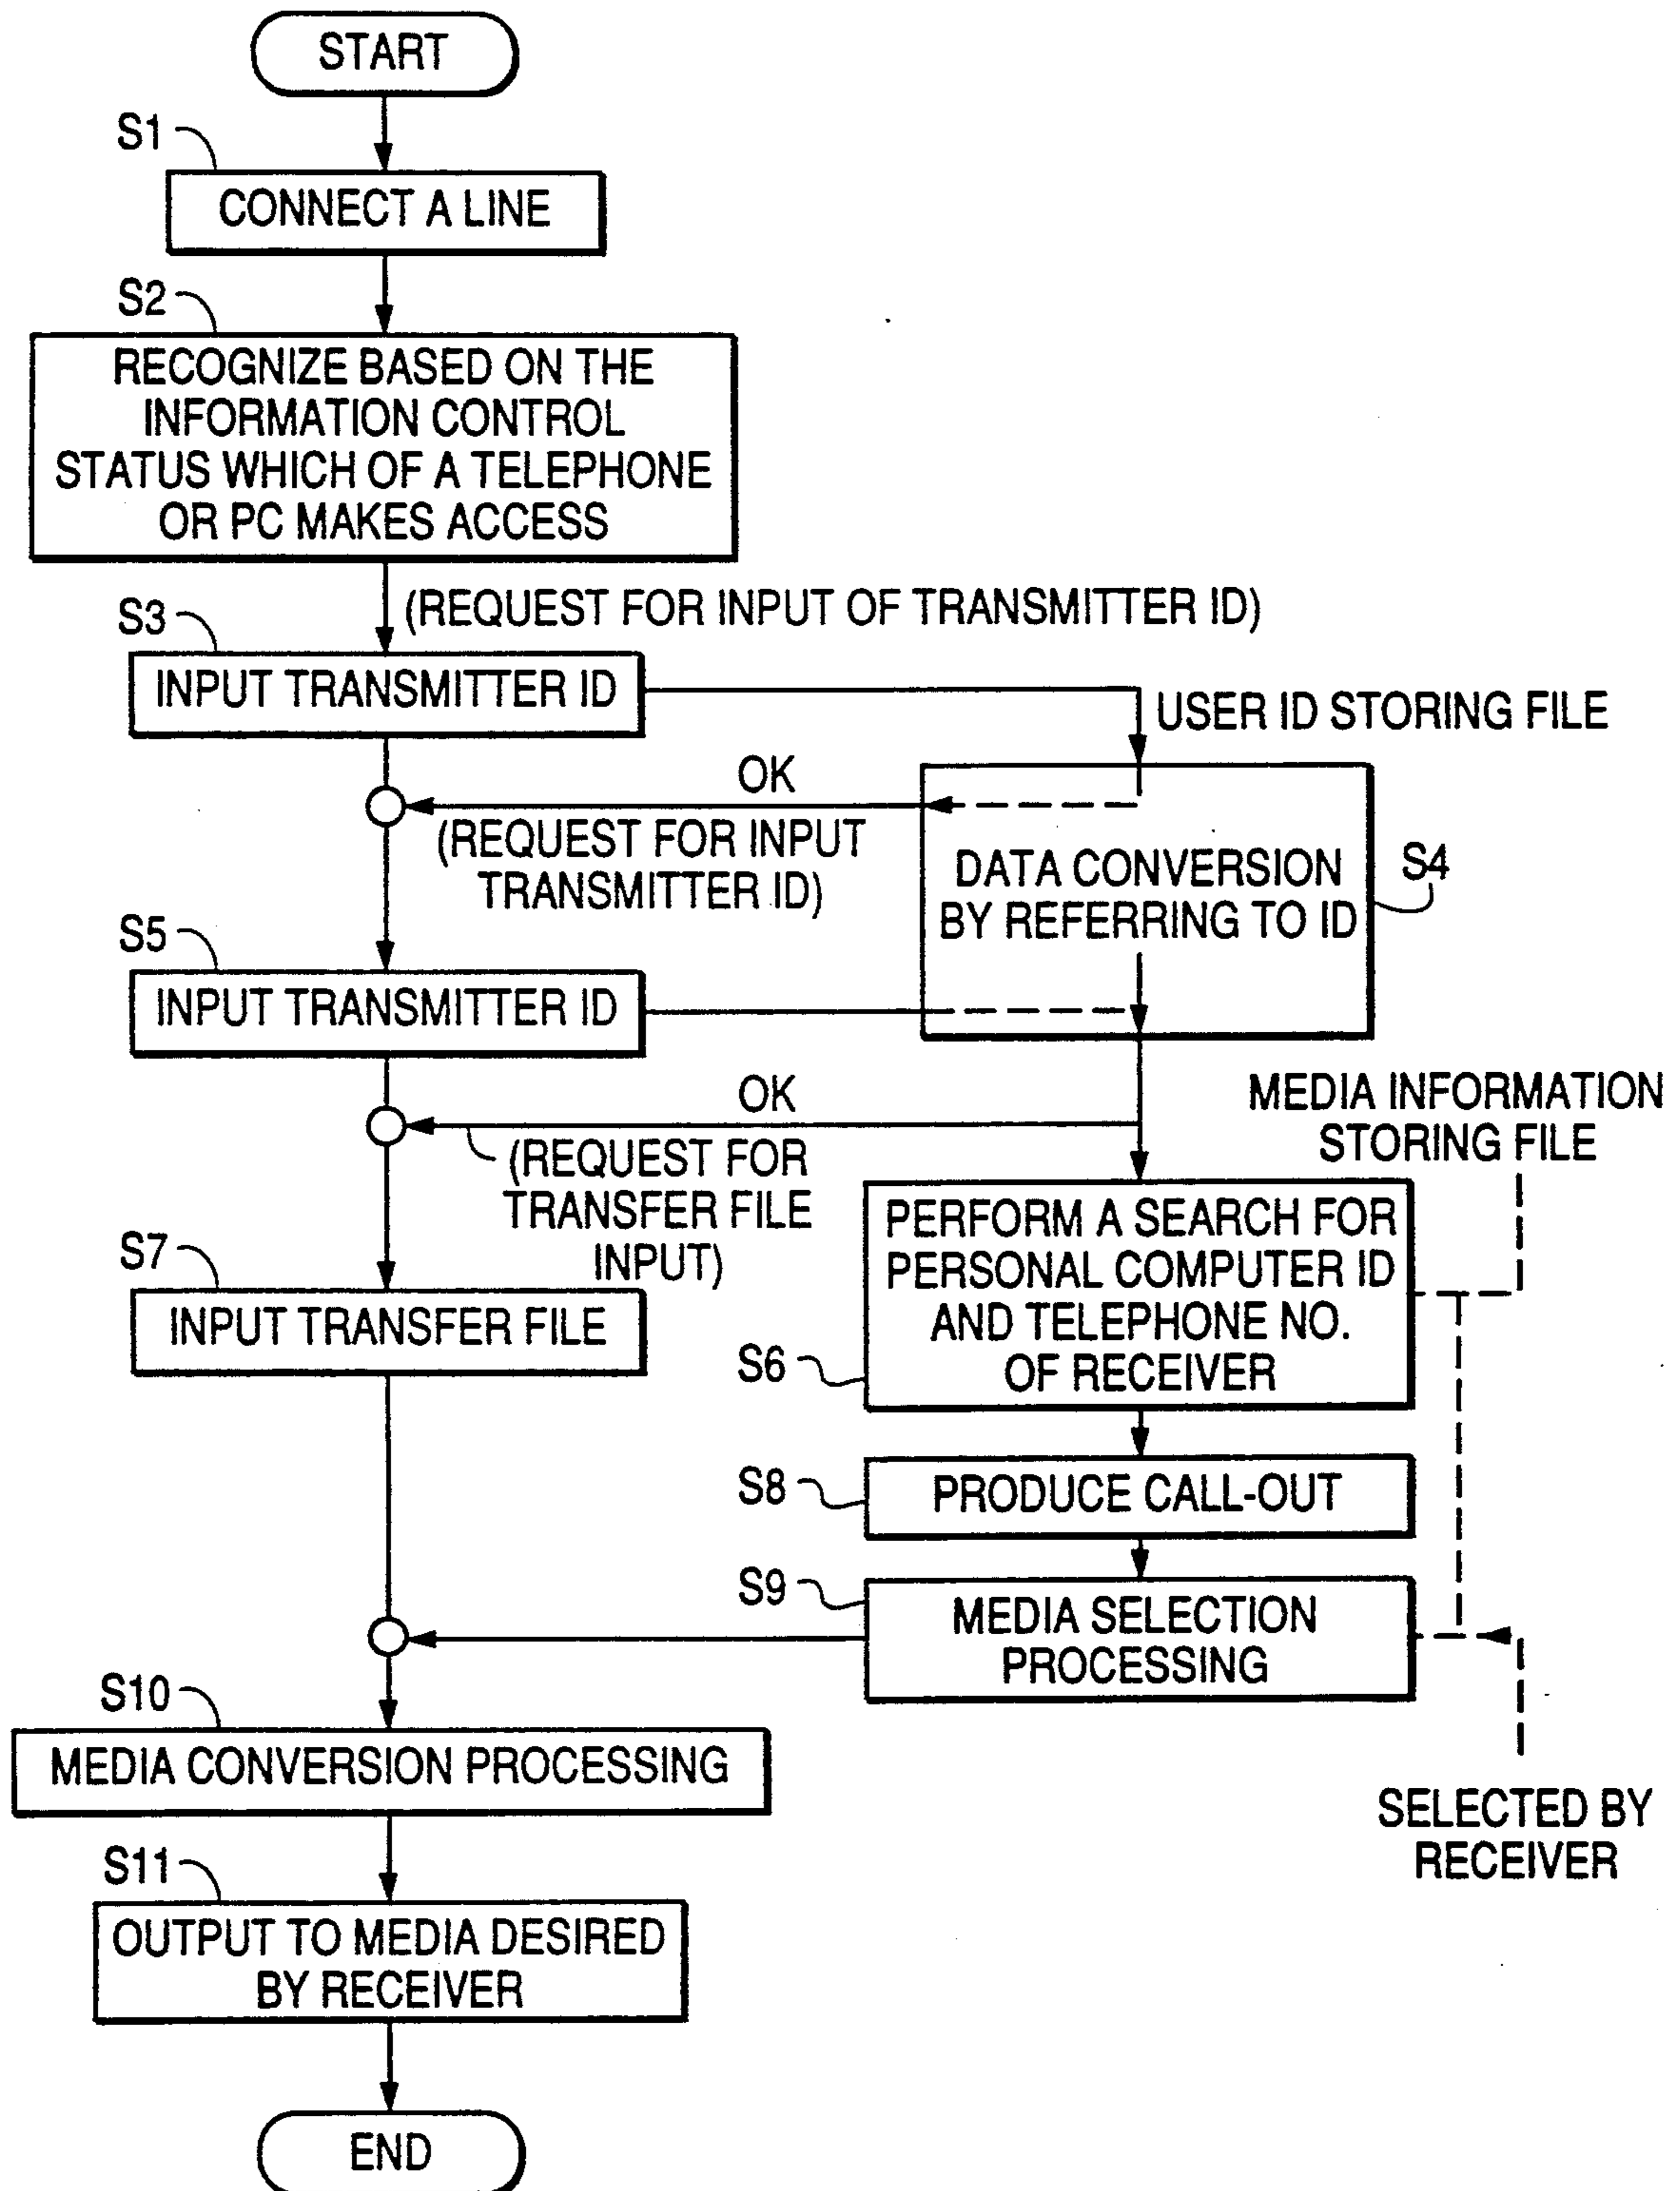 START
S1
CONNECT A LINE
S2
RECOGNIZE BASED ON THE
INFORMATION CONTROL
STATUS WHICH OF A TELEPHONE
OR PC MAKES ACCESS
(REQUEST FOR INPUT OF TRANSMITTER ID)
S3
INPUT TRANSMITTER ID
USER ID STORING FILE
OK
(REQUEST FOR INPUT
TRANSMITTER ID)
DATA CONVERSION
BY REFERRING TO ID
S4
S5
INPUT TRANSMITTER ID
OK
(REQUEST FOR
TRANSFER FILE
INPUT)
MEDIA INFORMATION
STORING FILE
S7
INPUT TRANSFER FILE
PERFORM A SEARCH FOR
PERSONAL COMPUTER ID
AND TELEPHONE NO.
OF RECEIVER
S6
S8
PRODUCE CALL-OUT
S9
MEDIA SELECTION
PROCESSING
S10
MEDIA CONVERSION PROCESSING
SELECTED BY
RECEIVER
S11
OUTPUT TO MEDIA DESIRED
BY RECEIVER
END